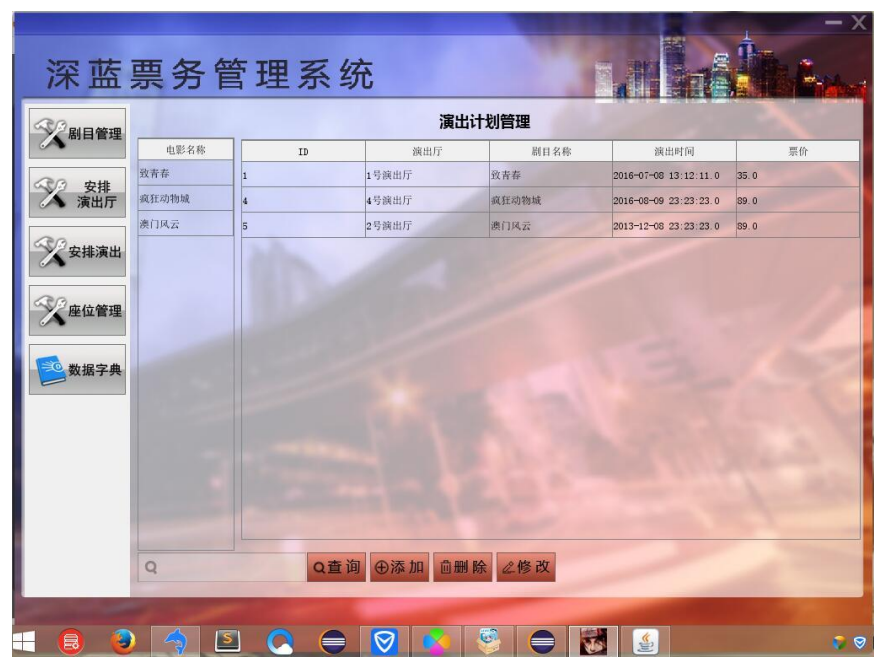 深蓝票务管理系统
剧目管理
安排
演出厅
安排演出
座位管理
数据字典
演出计划管理
电影名称
致青春
疯狂动物城
澳门风云
ID 演出厅 剧目名称 演出时间 票价
1 1号演出厅 致青春 2016-07-08 13:12:11.0 35.0
4 4号演出厅 疯狂动物城 2016-08-09 23:23:23.0 89.0
5 2号演出厅 澳门风云 2013-12-08 23:23:23.0 89.0
查询 添加 删除 修改
S